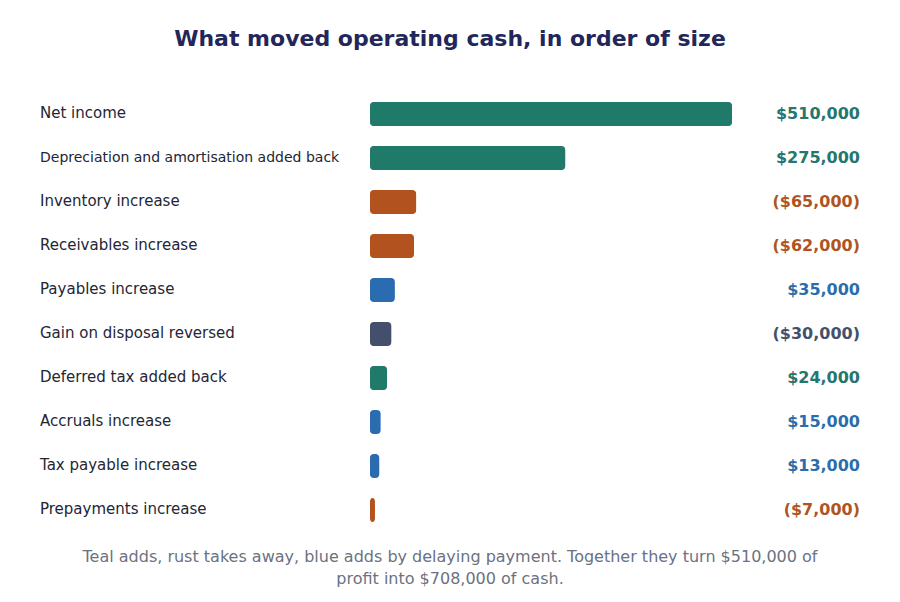 What moved operating cash, in order of size
Net income $510,000
Depreciation and amortisation added back $275,000
Inventory increase ($65,000)
Receivables increase ($62,000)
Payables increase $35,000
Gain on disposal reversed ($30,000)
Deferred tax added back $24,000
Accruals increase $15,000
Tax payable increase $13,000
Prepayments increase ($7,000)
Teal adds, rust takes away, blue adds by delaying payment. Together they turn $510,000 of
profit into $708,000 of cash.